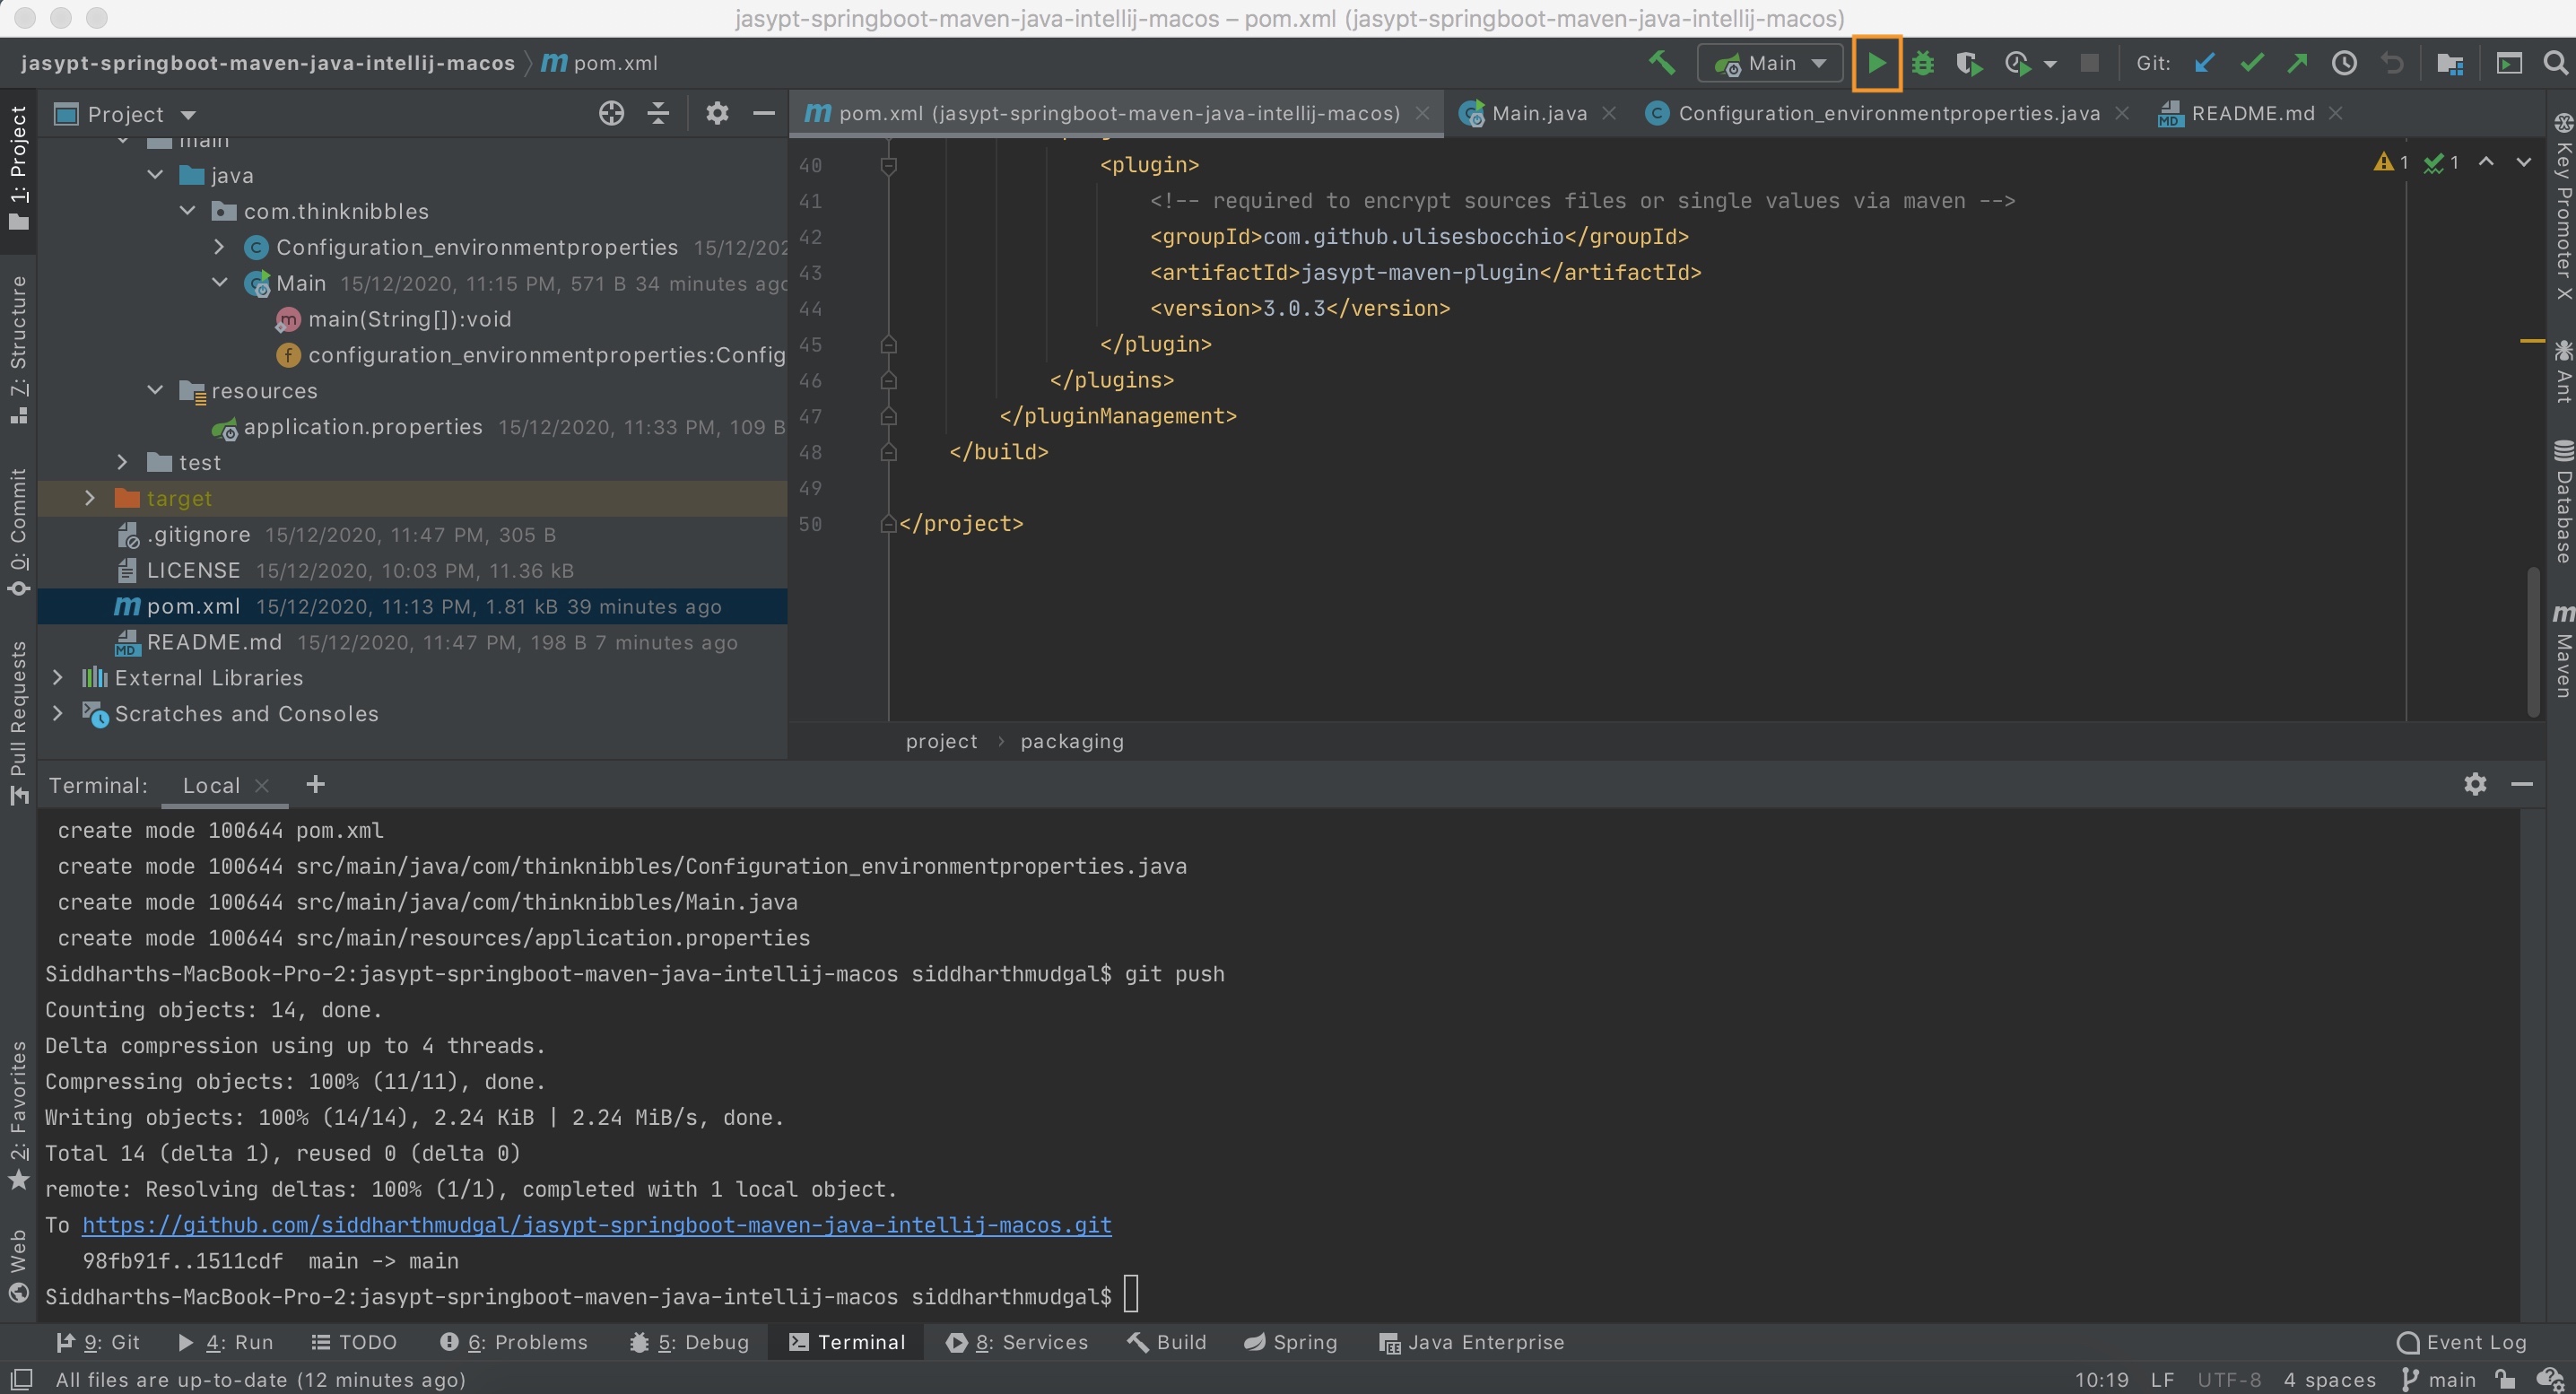 jasypt-springboot-maven-java-intellij-macos – pom.xml (jasypt-springboot-maven-java-intellij-macos)
jasypt-springboot-maven-java-intellij-macos pom.xml
Main
Git:
Project
pom.xml (jasypt-springboot-maven-java-intellij-macos)
Main.java
Configuration_environmentproperties.java
README.md
1: Project
7: Structure
0: Commit
Pull Requests
2: Favorites
Web
main
java
com.thinknibbles
Configuration_environmentproperties 15/12/202
Main 15/12/2020, 11:15 PM, 571 B 34 minutes ago
main(String[]):void
configuration_environmentproperties:Config
resources
application.properties 15/12/2020, 11:33 PM, 109 B
test
target
.gitignore 15/12/2020, 11:47 PM, 305 B
LICENSE 15/12/2020, 10:03 PM, 11.36 kB
pom.xml 15/12/2020, 11:13 PM, 1.81 kB 39 minutes ago
README.md 15/12/2020, 11:47 PM, 198 B 7 minutes ago
External Libraries
Scratches and Consoles
40 <plugin>
41 <!-- required to encrypt sources files or single values via maven -->
42 <groupId>com.github.ulisesbocchio</groupId>
43 <artifactId>jasypt-maven-plugin</artifactId>
44 <version>3.0.3</version>
45 </plugin>
46 </plugins>
47 </pluginManagement>
48 </build>
49
50 </project>
1 1
Key Promoter X
Ant
Database
Maven
project › packaging
Terminal: Local
create mode 100644 pom.xml
create mode 100644 src/main/java/com/thinknibbles/Configuration_environmentproperties.java
create mode 100644 src/main/java/com/thinknibbles/Main.java
create mode 100644 src/main/resources/application.properties
Siddharths-MacBook-Pro-2:jasypt-springboot-maven-java-intellij-macos siddharthmudgal$ git push
Counting objects: 14, done.
Delta compression using up to 4 threads.
Compressing objects: 100% (11/11), done.
Writing objects: 100% (14/14), 2.24 KiB | 2.24 MiB/s, done.
Total 14 (delta 1), reused 0 (delta 0)
remote: Resolving deltas: 100% (1/1), completed with 1 local object.
To https://github.com/siddharthmudgal/jasypt-springboot-maven-java-intellij-macos.git
98fb91f..1511cdf main -> main
Siddharths-MacBook-Pro-2:jasypt-springboot-maven-java-intellij-macos siddharthmudgal$
9: Git 4: Run TODO 6: Problems 5: Debug Terminal 8: Services Build Spring Java Enterprise Event Log
All files are up-to-date (12 minutes ago) 10:19 LF UTF-8 4 spaces main